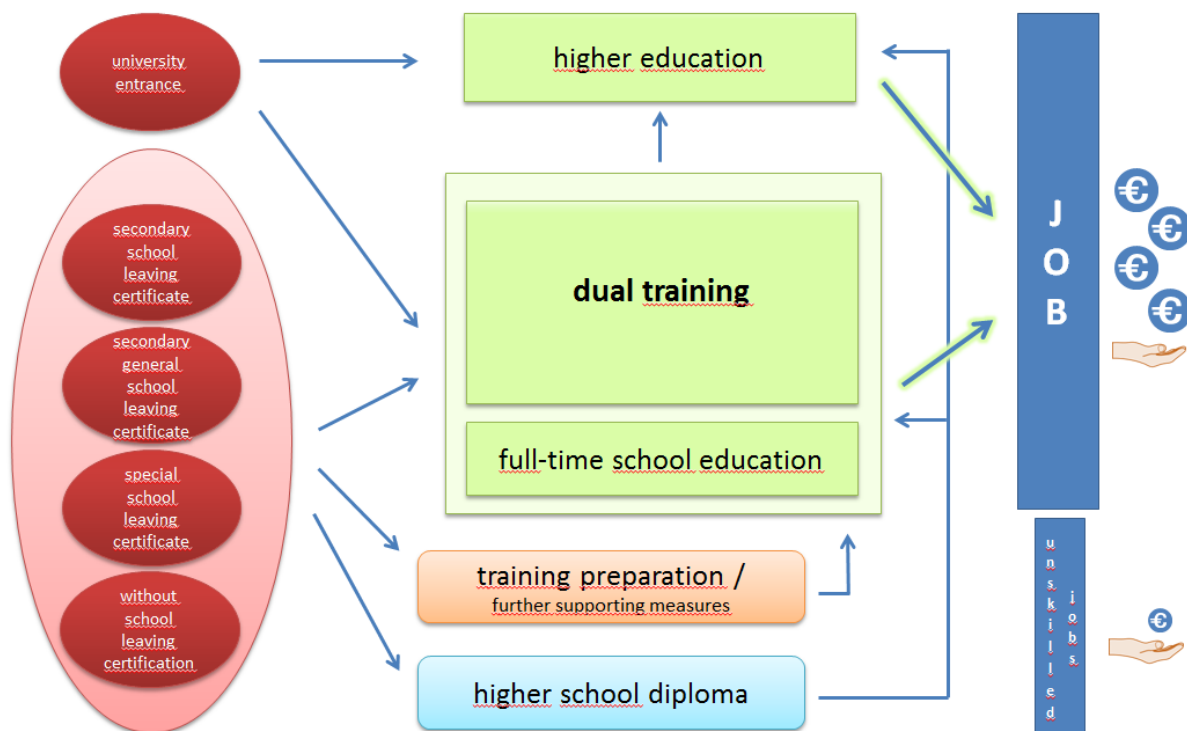 university
entrance
higher education
secondary
school
leaving
certificate
secondary
general
school
leaving
certificate
special
school
leaving
certificate
without
school
leaving
certification
dual training
full-time school education
training preparation /
further supporting measures
higher school diploma
J
O
B
€
€
€
€
unskilled
jobs
€